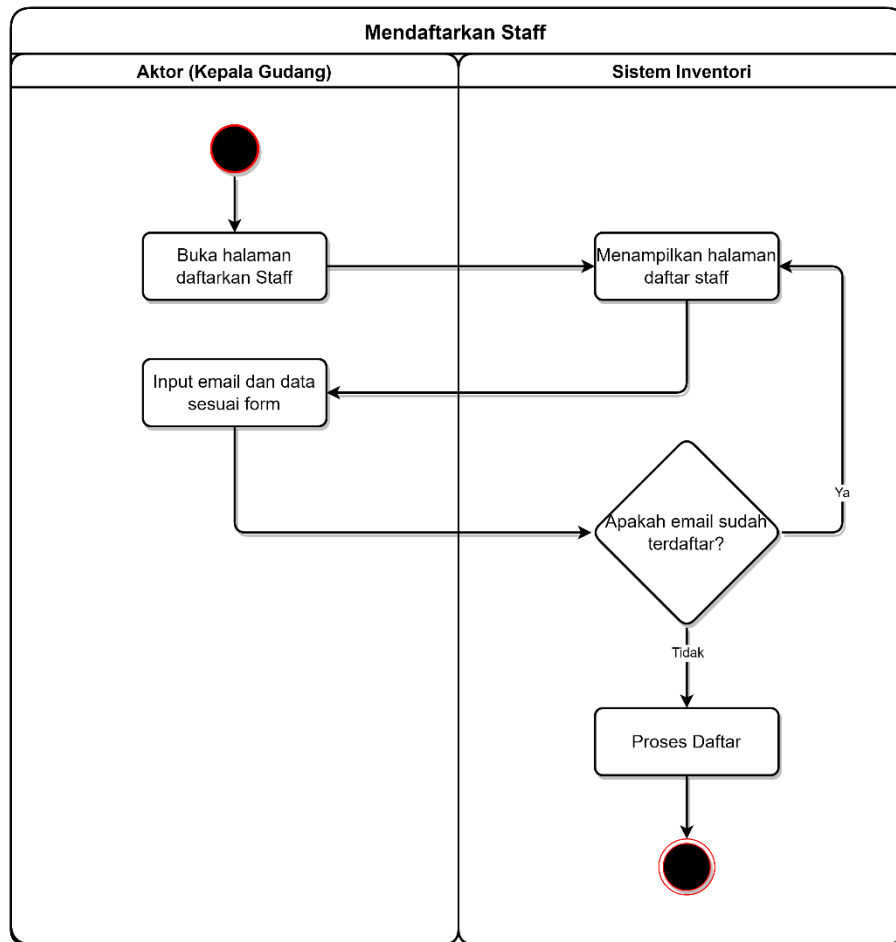 Mendaftarkan Staff
Aktor (Kepala Gudang)
Sistem Inventori
Buka halaman
daftarkan Staff
Menampilkan halaman
daftar staff
Input email dan data
sesuai form
Apakah email sudah
terdaftar?
Ya
Tidak
Proses Daftar